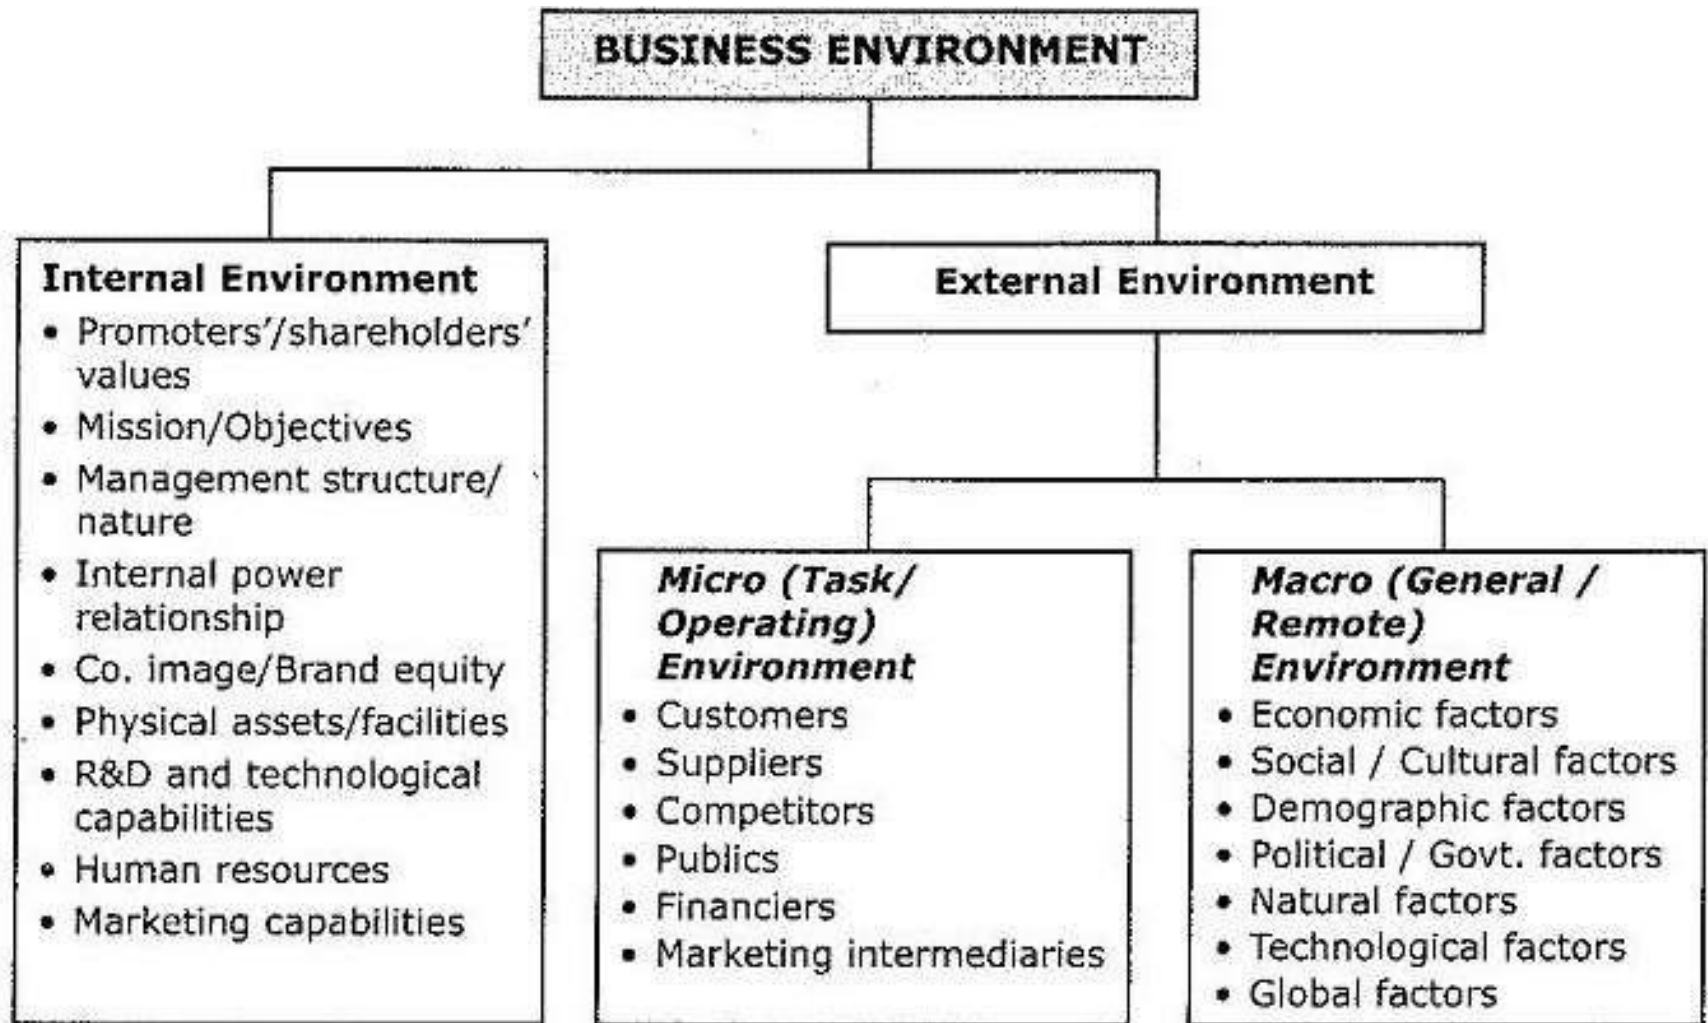 BUSINESS ENVIRONMENT
Internal Environment
• Promoters'/shareholders'
values
• Mission/Objectives
• Management structure/
nature
• Internal power
relationship
• Co. image/Brand equity
• Physical assets/facilities
• R&D and technological
capabilities
• Human resources
• Marketing capabilities
External Environment
Micro (Task/
Operating)
Environment
• Customers
• Suppliers
• Competitors
• Publics
• Financiers
• Marketing intermediaries
Macro (General /
Remote)
Environment
• Economic factors
• Social / Cultural factors
• Demographic factors
• Political / Govt. factors
• Natural factors
• Technological factors
• Global factors